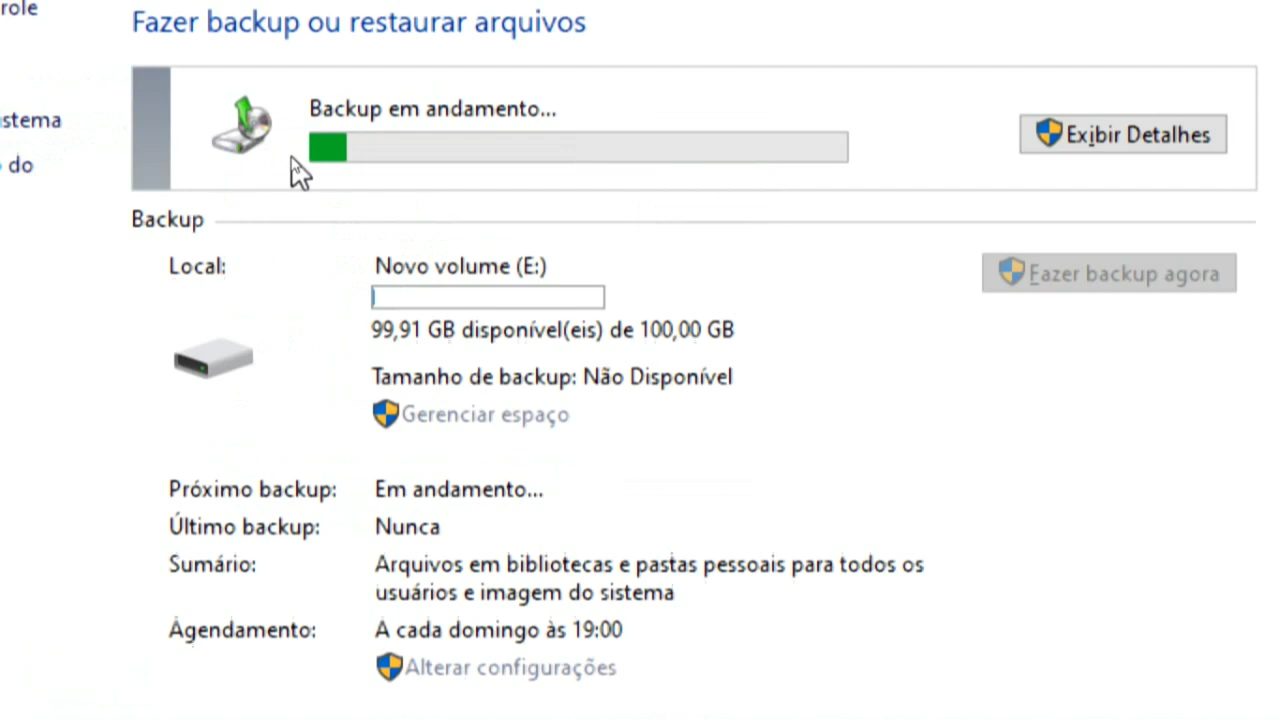 role
Fazer backup ou restaurar arquivos
Backup em andamento...
Exibir Detalhes
istema
do
Backup
Local:
Novo volume (E:)
Fazer backup agora
99,91 GB disponível(eis) de 100,00 GB
Tamanho de backup: Não Disponível
Gerenciar espaço
Próximo backup: Em andamento...
Último backup: Nunca
Sumário: Arquivos em bibliotecas e pastas pessoais para todos os
usuários e imagem do sistema
Agendamento: A cada domingo às 19:00
Alterar configurações